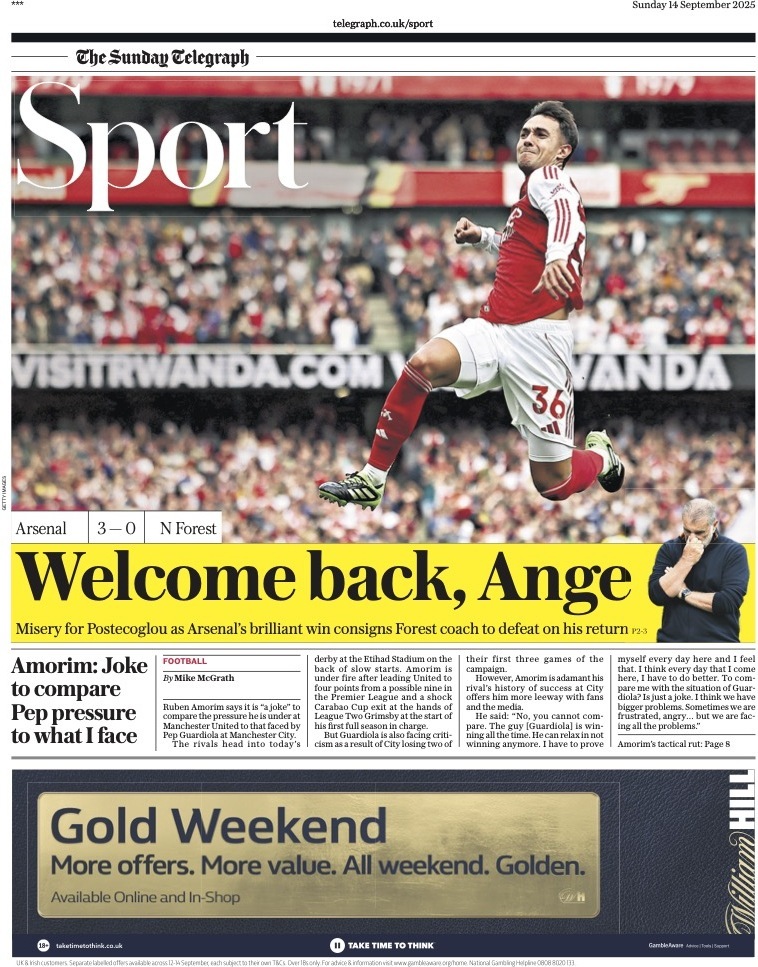 ***
Sunday 14 September 2025
telegraph.co.uk/sport
The Sunday Telegraph
Sport
1971
1979
VISITRWANDA.COM
VANDA
36
GETTY IMAGES
Arsenal 3 – 0 N Forest
Welcome back, Ange
Misery for Postecoglou as Arsenal's brilliant win consigns Forest coach to defeat on his return P2-3
Amorim: Joke
to compare
Pep pressure
to what I face
FOOTBALL
By Mike McGrath
Ruben Amorim says it is “a joke” to
compare the pressure he is under at
Manchester United to that faced by
Pep Guardiola at Manchester City.
The rivals head into today's
derby at the Etihad Stadium on the
back of slow starts. Amorim is
under fire after leading United to
four points from a possible nine in
the Premier League and a shock
Carabao Cup exit at the hands of
League Two Grimsby at the start of
his first full season in charge.
But Guardiola is also facing criti-
cism as a result of City losing two of
their first three games of the
campaign.
However, Amorim is adamant his
rival's history of success at City
offers him more leeway with fans
and the media.
He said: “No, you cannot com-
pare. The guy [Guardiola] is win-
ning all the time. He can relax in not
winning anymore. I have to prove
myself every day here and I feel
that. I think every day that I come
here, I have to do better. To com-
pare me with the situation of Guar-
diola? Is just a joke. I think we have
bigger problems. Sometimes we are
frustrated, angry... but we are fac-
ing all the problems.”
Amorim's tactical rut: Page 8
Gold Weekend
More offers. More value. All weekend. Golden.
Available Online and In-Shop
William HILL
18+ taketimetothink.co.uk
TAKE TIME TO THINK
GambleAware Advice | Tools | Support
UK & Irish customers. Separate labelled offers available across 12-14 September, each subject to their own T&Cs. Over 18s only. For advice & information visit www.gambleaware.org/home. National Gambling Helpline 0808 8020 133.